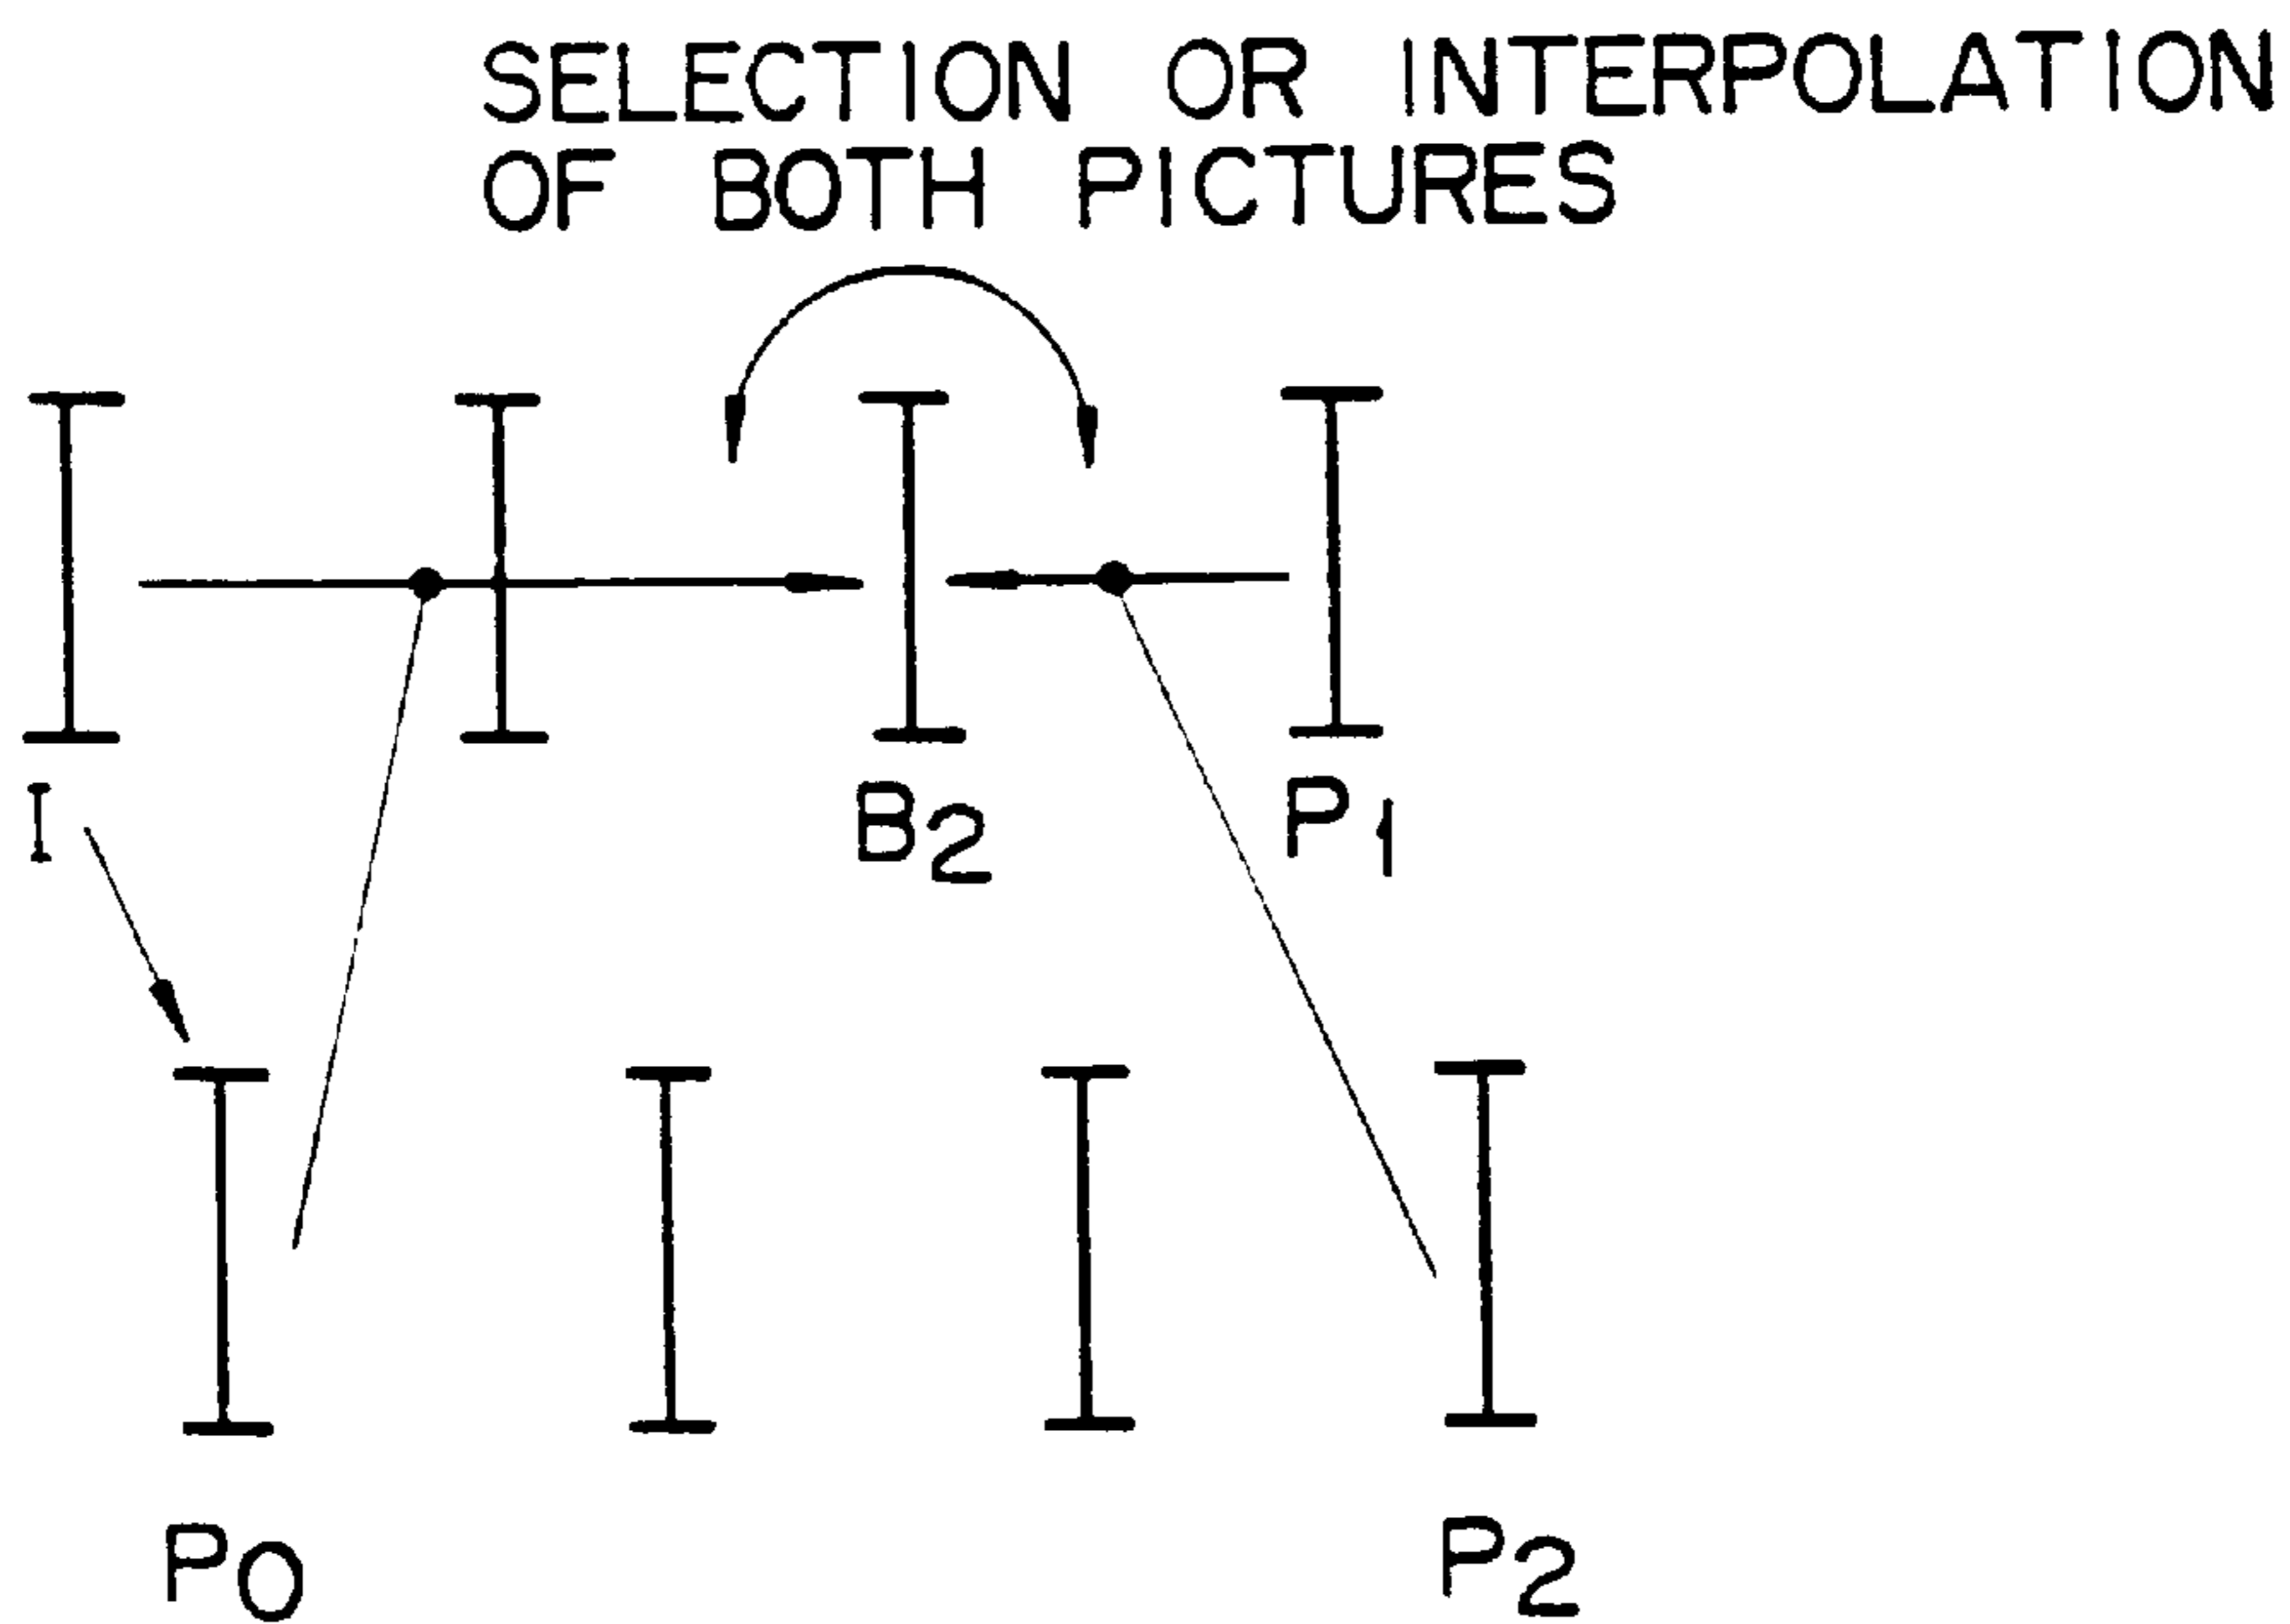 SELECTION OR INTERPOLATION
OF BOTH PICTURES
I B2 P1
P0 P2